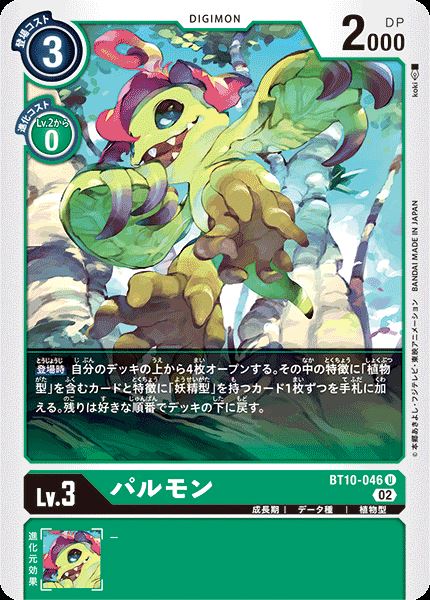 登場コスト
3
DIGIMON
2000
DP
進化コスト
Lv.2から
0
koki
©本郷あきよし・フジテレビ・東映アニメーション BANDAI MADE IN JAPAN
登場時 自分のデッキの上から4枚オープンする。その中の特徴に「植物
型」を含むカードと特徴に「妖精型」を持つカード1枚ずつを手札に加
える。残りは好きな順番でデッキの下に戻す。
Lv.3
パルモン
BT10-046 U
02
成長期 | データ種 | 植物型
進化元効果
—